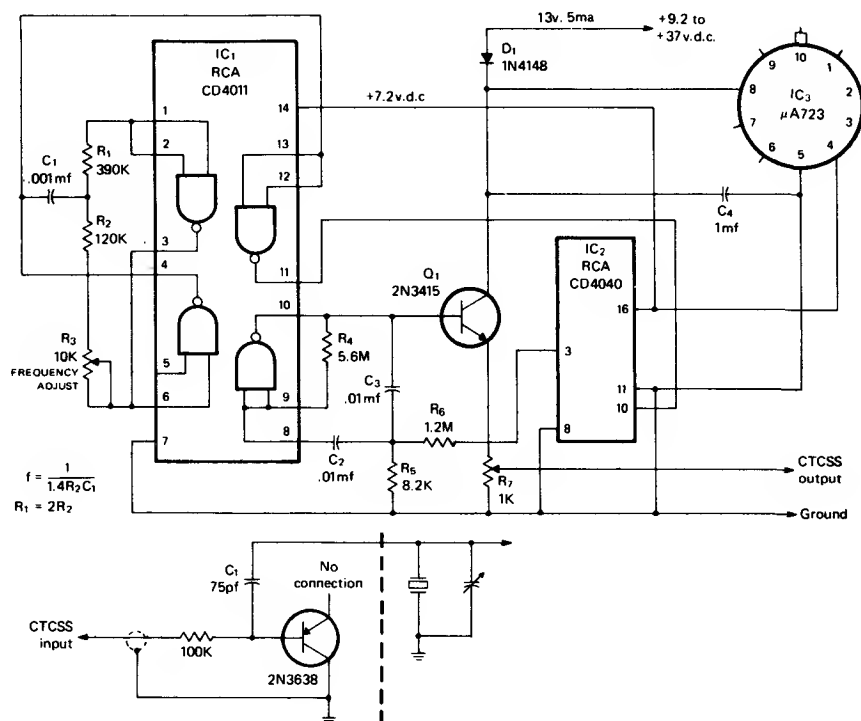 13v. 5ma
+9.2 to
+37v.d.c.
D1
1N4148
IC1
RCA
CD4011
+7.2v.d.c
14
1
2
13
12
3
4
11
10
5
6
9
7
8
R1
390K
C1
.001mf
R2
120K
R3
10K
FREQUENCY
ADJUST
f = 1
1.4R2C1
R1 = 2R2
IC3
µA723
10
1
2
3
4
5
6
7
8
9
C4
1mf
Q1
2N3415
IC2
RCA
CD4040
16
3
11
10
8
R4
5.6M
C3
.01mf
R6
1.2M
C2
.01mf
R5
8.2K
R7
1K
CTCSS
output
Ground
C1
75pf
No
connection
CTCSS
input
100K
2N3638